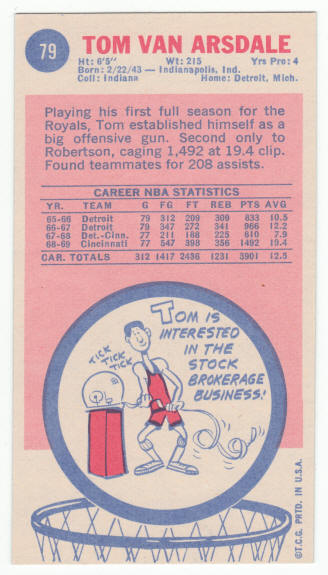 79
TOM VAN ARSDALE
Ht: 6'5" Wt: 215 Yrs Pro: 4
Born: 2/22/43 — Indianapolis, Ind.
Coll: Indiana Home: Detroit, Mich.
Playing his first full season for the
Royals, Tom established himself as a
big offensive gun. Second only to
Robertson, caging 1,492 at 19.4 clip.
Found teammates for 208 assists.
CAREER NBA STATISTICS
YR. TEAM G FG FT REB PTS AVG
65-66 Detroit 79 312 209 309 833 10.5
66-67 Detroit 79 347 272 341 966 12.2
67-68 Det.-Cinn. 77 211 188 225 610 7.9
68-69 Cincinnati 77 547 398 356 1492 19.4
CAR. TOTALS 312 1417 2436 1231 3901 12.5
TOM IS
INTERESTED
IN THE
STOCK
BROKERAGE
BUSINESS!
TICK
TICK
TICK
©T.C.G. PRTD. IN U.S.A.